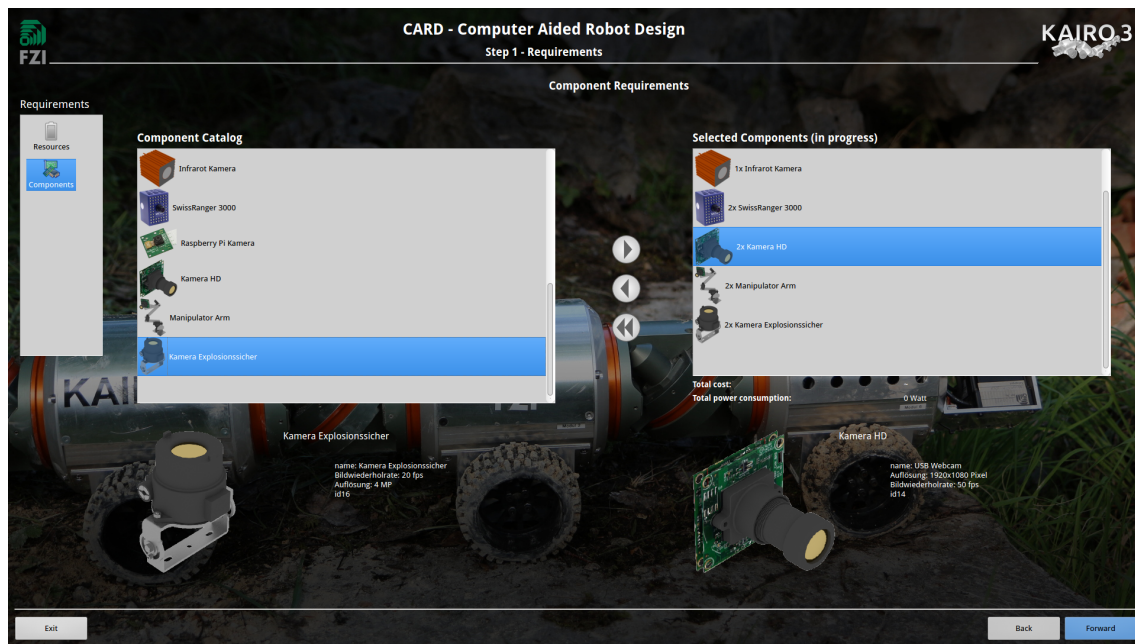 CARD - Computer Aided Robot Design
Step 1 - Requirements
FZI
KAIRO 3
Component Requirements
Requirements
Resources
Components
Component Catalog
Infrarot Kamera
SwissRanger 3000
Raspberry Pi Kamera
Kamera HD
Manipulator Arm
Kamera Explosionssicher
Selected Components (in progress)
1x Infrarot Kamera
2x SwissRanger 3000
2x Kamera HD
2x Manipulator Arm
2x Kamera Explosionssicher
Total cost:
Total power consumption: 0 Watt
KAI
FZI
Kamera Explosionssicher
name: Kamera Explosionssicher
Bildwiederholrate: 20 fps
Auflösung: 4 MP
id16
Kamera HD
name: USB Webcam
Auflösung: 1920x1080 Pixel
Bildwiederholrate: 50 fps
id14
Exit
Back
Forward